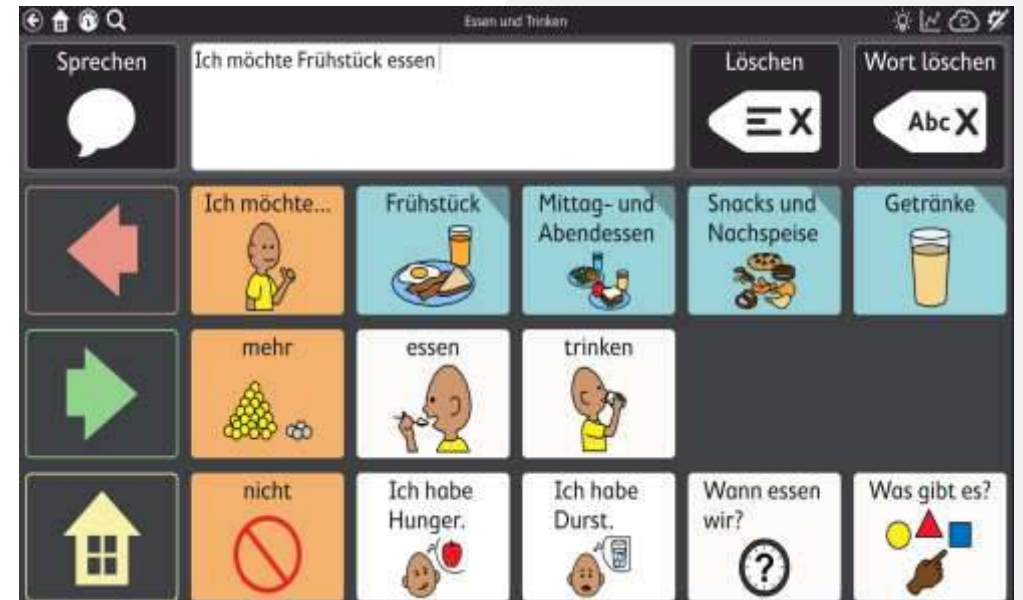 Essen und Trinken
Sprechen
Ich möchte Frühstück essen
Löschen
Wort löschen
Abc X
Ich möchte...
Frühstück
Mittag- und
Abendessen
Snacks und
Nachspeise
Getränke
mehr
essen
trinken
nicht
Ich habe
Hunger.
Ich habe
Durst.
Wann essen
wir?
?
Was gibt es?